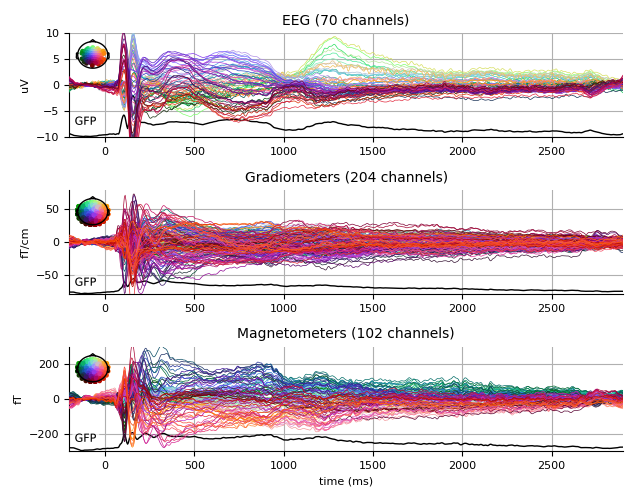 EEG (70 channels)
10
5
0
−5
−10
uV
GFP
0 500 1000 1500 2000 2500
Gradiometers (204 channels)
50
0
−50
fT/cm
GFP
0 500 1000 1500 2000 2500
Magnetometers (102 channels)
200
0
−200
fT
GFP
0 500 1000 1500 2000 2500
time (ms)